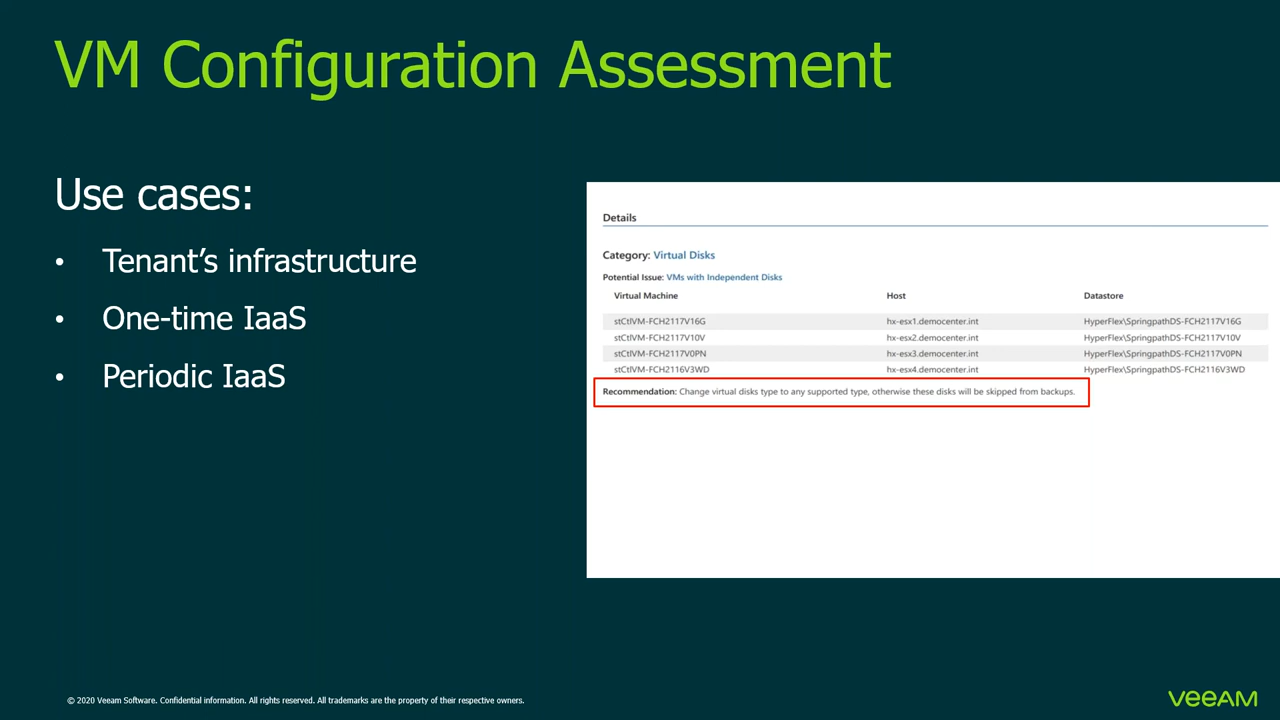 VM Configuration Assessment
Use cases:
• Tenant’s infrastructure
• One-time IaaS
• Periodic IaaS
Details
Category: Virtual Disks
Potential Issue: VMs with Independent Disks
Virtual Machine Host Datastore
stCtlVM-FCH2117V16G hx-esx1.democenter.int HyperFlex\SpringpathDS-FCH2117V16G
stCtlVM-FCH2117V10V hx-esx2.democenter.int HyperFlex\SpringpathDS-FCH2117V10V
stCtlVM-FCH2117V0PN hx-esx3.democenter.int HyperFlex\SpringpathDS-FCH2117V0PN
stCtlVM-FCH2116V3WD hx-esx4.democenter.int HyperFlex\SpringpathDS-FCH2116V3WD
Recommendation: Change virtual disks type to any supported type, otherwise these disks will be skipped from backups.
© 2020 Veeam Software. Confidential information. All rights reserved. All trademarks are the property of their respective owners.
VEEAM